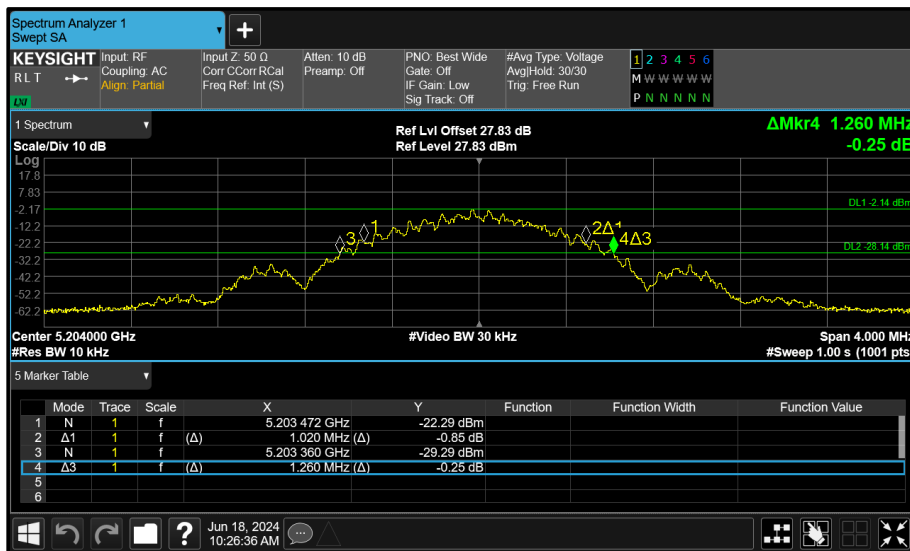 Spectrum Analyzer 1
Swept SA
+
KEYSIGHT
RLT
LXI
Input: RF
Coupling: AC
Align: Partial
Input Z: 50 Ω
Corr CCorr RCal
Freq Ref: Int (S)
Atten: 10 dB
Preamp: Off
PNO: Best Wide
Gate: Off
IF Gain: Low
Sig Track: Off
#Avg Type: Voltage
Avg|Hold: 30/30
Trig: Free Run
1 2 3 4 5 6
M W W W W W
P N N N N N
1 Spectrum
Scale/Div 10 dB
Ref Lvl Offset 27.83 dB
Ref Level 27.83 dBm
ΔMkr4 1.260 MHz
-0.25 dB
Log
17.8
7.83
-2.17
-12.2
-22.2
-32.2
-42.2
-52.2
-62.2
DL1 -2.14 dBm
DL2 -28.14 dBm
3
1
2Δ1
4Δ3
Center 5.204000 GHz
#Res BW 10 kHz
#Video BW 30 kHz
Span 4.000 MHz
#Sweep 1.00 s (1001 pts
5 Marker Table
Mode Trace Scale X Y Function Function Width Function Value
1 N 1 f 5.203 472 GHz -22.29 dBm
2 Δ1 1 f (Δ) 1.020 MHz (Δ) -0.85 dB
3 N 1 f 5.203 360 GHz -29.29 dBm
4 Δ3 1 f (Δ) 1.260 MHz (Δ) -0.25 dB
5
6
?
Jun 18, 2024
10:26:36 AM